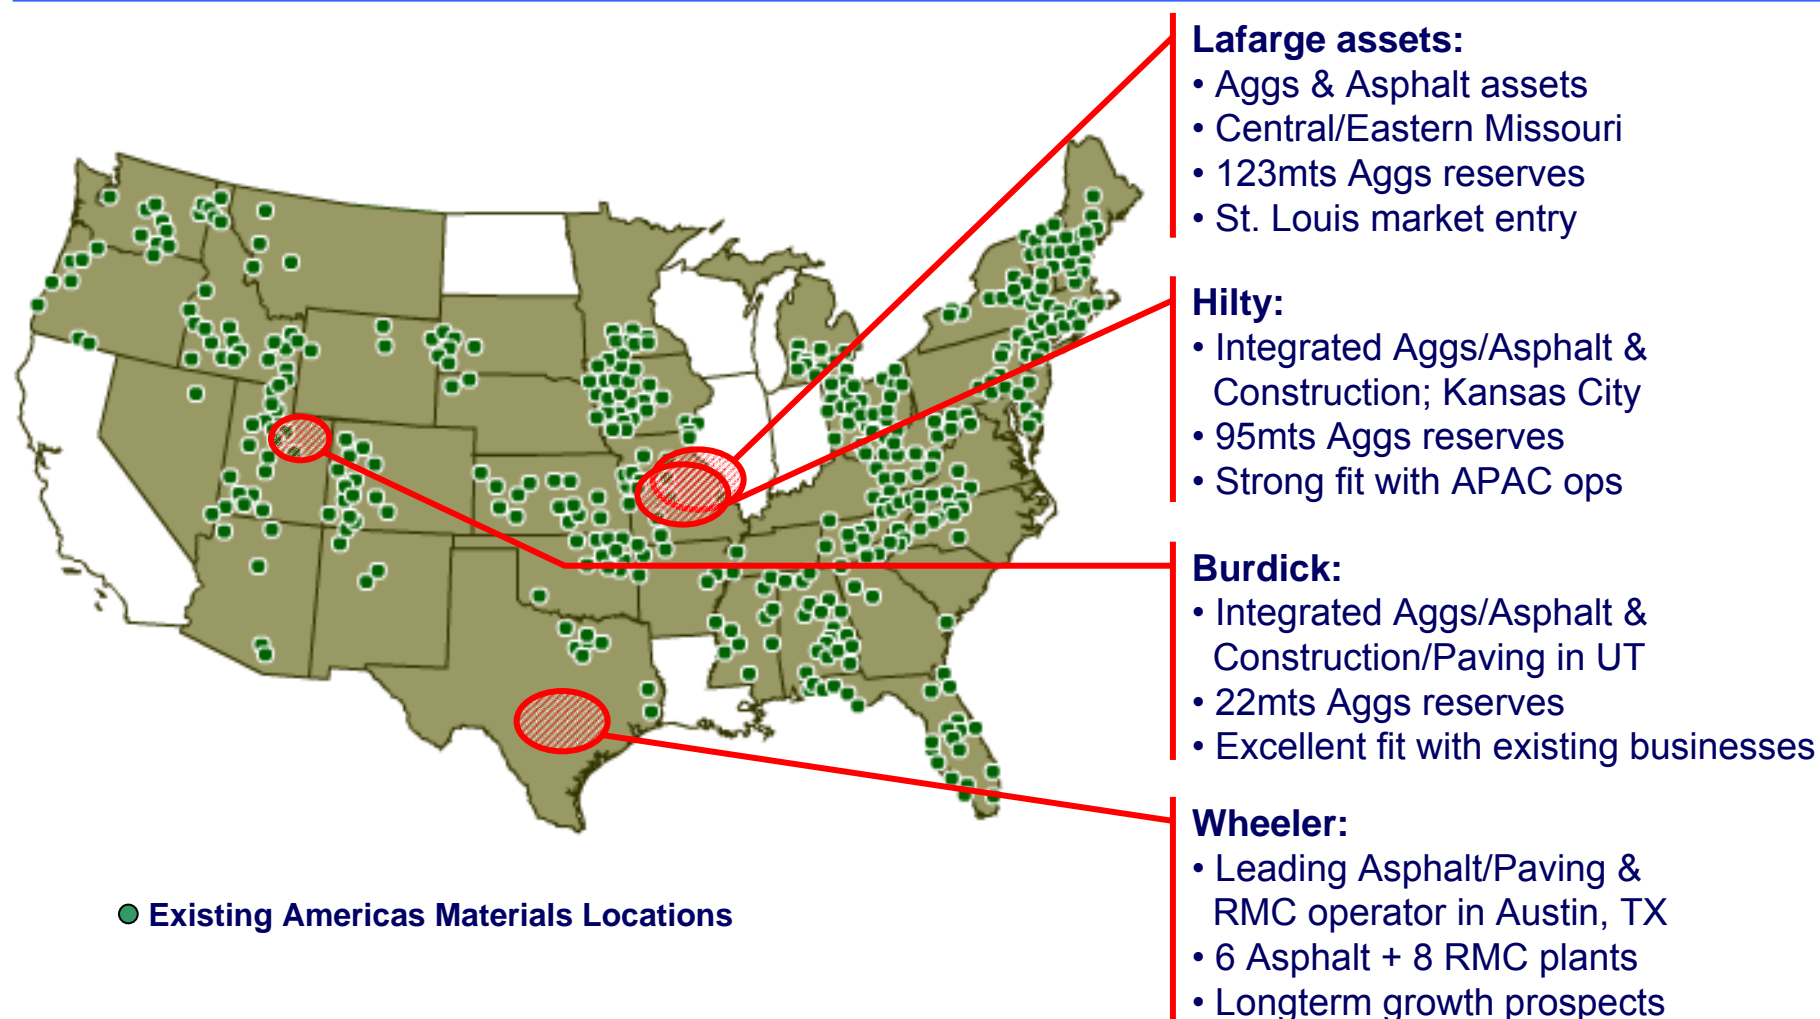 Lafarge assets:
• Aggs & Asphalt assets
• Central/Eastern Missouri
• 123mts Aggs reserves
• St. Louis market entry
Hilty:
• Integrated Aggs/Asphalt &
Construction; Kansas City
• 95mts Aggs reserves
• Strong fit with APAC ops
Burdick:
• Integrated Aggs/Asphalt &
Construction/Paving in UT
• 22mts Aggs reserves
• Excellent fit with existing businesses
Wheeler:
• Leading Asphalt/Paving &
RMC operator in Austin, TX
• 6 Asphalt + 8 RMC plants
• Longterm growth prospects
Existing Americas Materials Locations